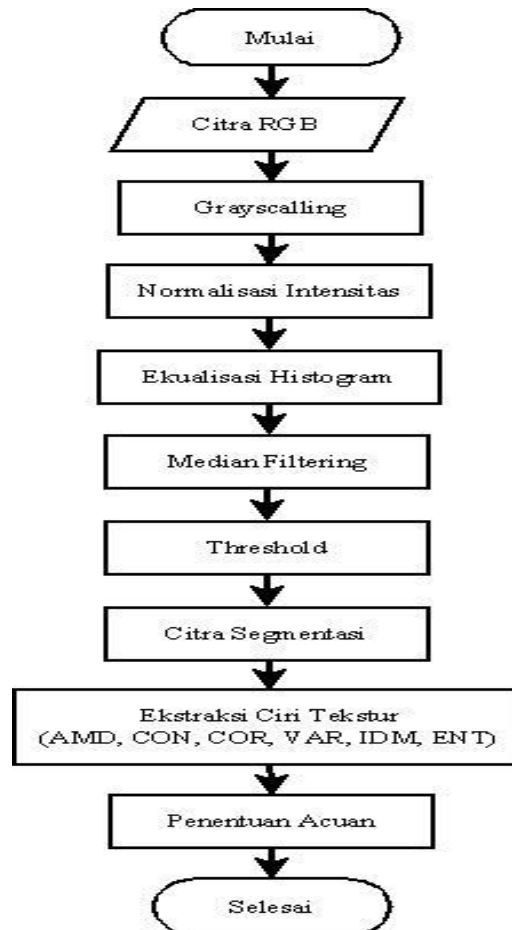 Mulai
Citra RGB
Grayscalling
Normalisasi Intensitas
Ekualisasi Histogram
Median Filtering
Threshold
Citra Segmentasi
Ekstraksi Ciri Tekstur
(AMD, CON, COR, VAR, IDM, ENT)
Penentuan Acuan
Selesai